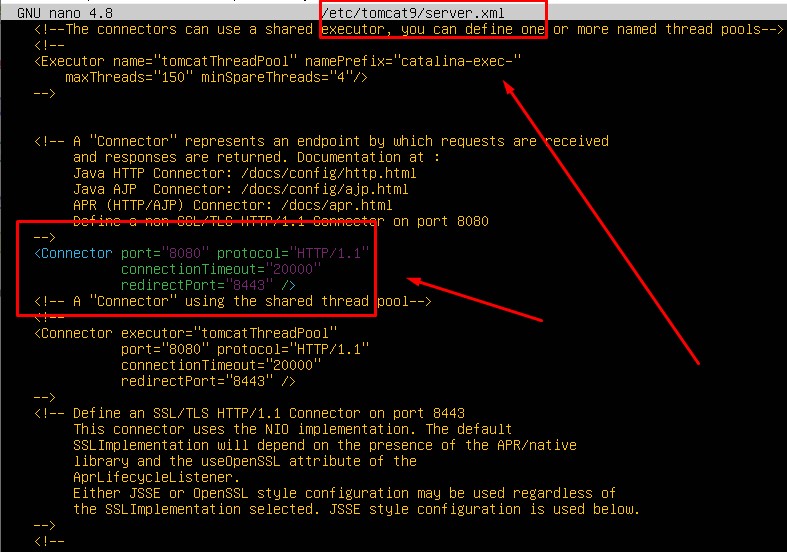 GNU nano 4.8 /etc/tomcat9/server.xml
<!--The connectors can use a shared executor, you can define one or more named thread pools-->
<!--
<Executor name="tomcatThreadPool" namePrefix="catalina-exec-"
maxThreads="150" minSpareThreads="4"/>
-->
<!-- A "Connector" represents an endpoint by which requests are received
and responses are returned. Documentation at :
Java HTTP Connector: /docs/config/http.html
Java AJP  Connector: /docs/config/ajp.html
APR (HTTP/AJP) Connector: /docs/apr.html
Define a non-SSL/TLS HTTP/1.1 Connector on port 8080
-->
<Connector port="8080" protocol="HTTP/1.1"
connectionTimeout="20000"
redirectPort="8443" />
<!-- A "Connector" using the shared thread pool-->
<!--
<Connector executor="tomcatThreadPool"
port="8080" protocol="HTTP/1.1"
connectionTimeout="20000"
redirectPort="8443" />
-->
<!-- Define an SSL/TLS HTTP/1.1 Connector on port 8443
This connector uses the NIO implementation. The default
SSLImplementation will depend on the presence of the APR/native
library and the useOpenSSL attribute of the
AprLifecycleListener.
Either JSSE or OpenSSL style configuration may be used regardless of
the SSLImplementation selected. JSSE style configuration is used below.
-->
<!--